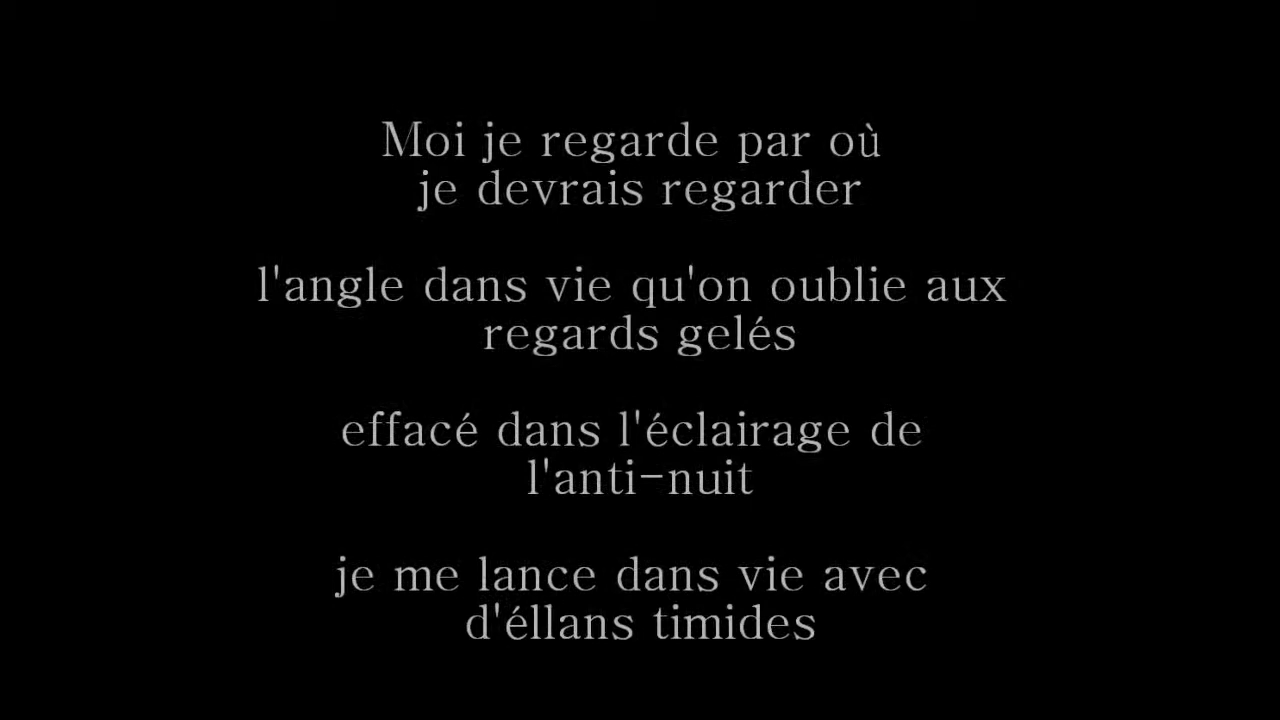 Moi je regarde par où
je devrais regarder
l'angle dans vie qu'on oublie aux
regards gelés
effacé dans l'éclairage de
l'anti-nuit
je me lance dans vie avec
d'éllans timides